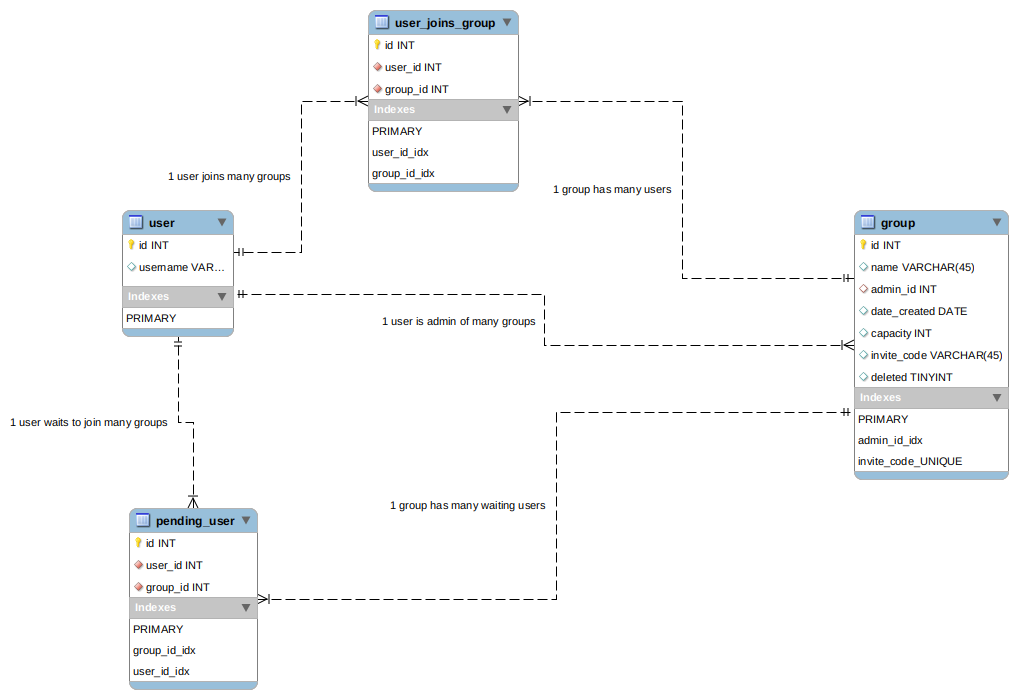 user_joins_group
id INT
user_id INT
group_id INT
Indexes
PRIMARY
user_id_idx
group_id_idx
1 user joins many groups
1 group has many users
user
id INT
username VAR...
Indexes
PRIMARY
group
id INT
name VARCHAR(45)
admin_id INT
date_created DATE
capacity INT
invite_code VARCHAR(45)
deleted TINYINT
Indexes
PRIMARY
admin_id_idx
invite_code_UNIQUE
1 user is admin of many groups
1 user waits to join many groups
1 group has many waiting users
pending_user
id INT
user_id INT
group_id INT
Indexes
PRIMARY
group_id_idx
user_id_idx